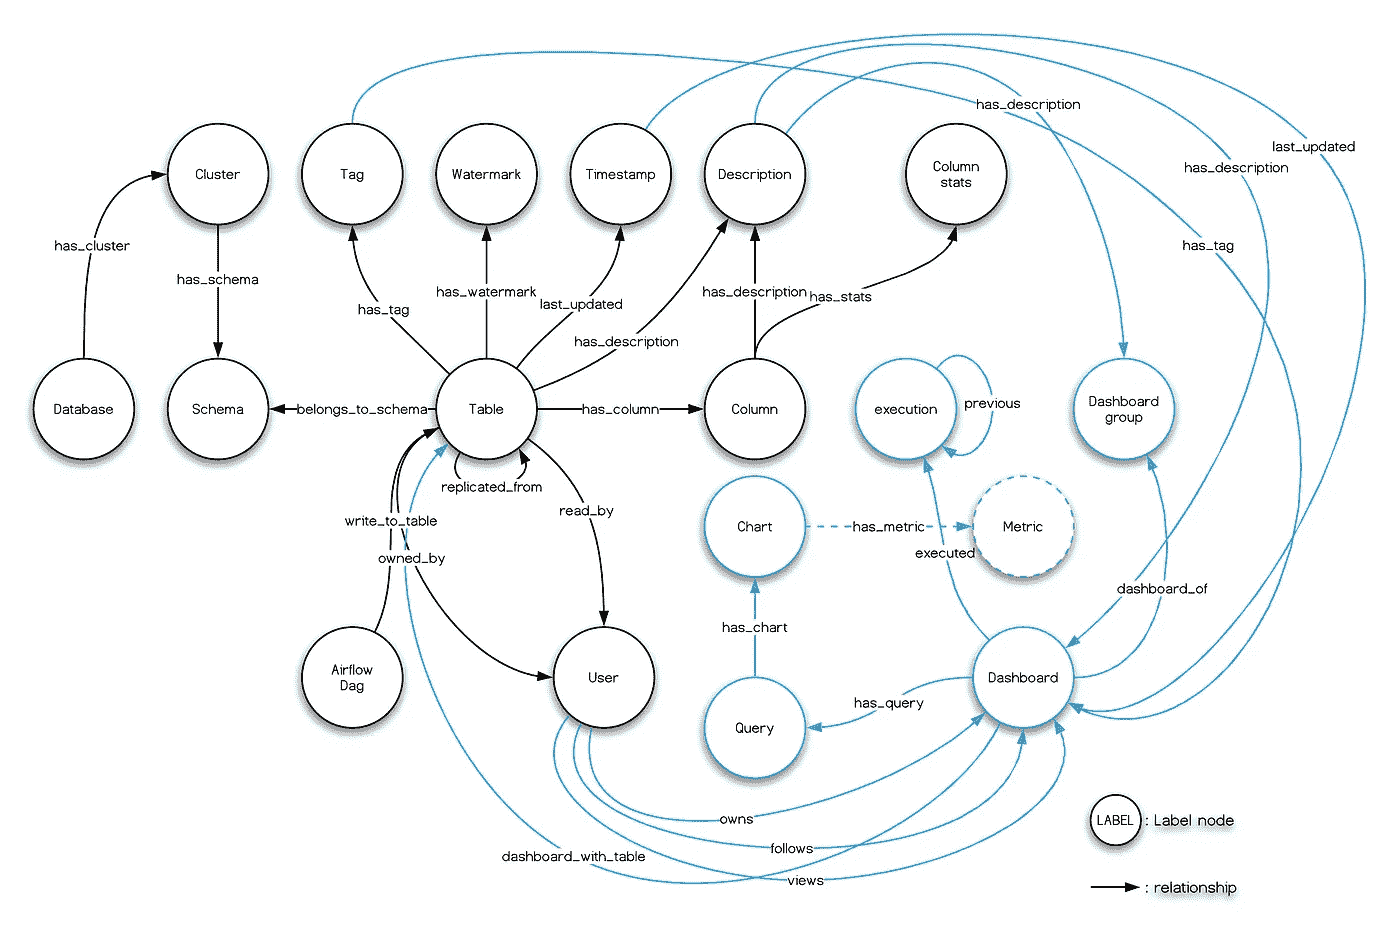 has_description
last_updated
has_description
Cluster
Tag
Watermark
Timestamp
Description
Column
stats
has_cluster
has_tag
has_schema
has_watermark
has_description
has_stats
last_updated
has_tag
has_description
Database
Schema
belongs_to_schema
Table
has_column
Column
execution
previous
Dashboard
group
replicated_from
read_by
write_to_table
Chart
has_metric
Metric
executed
owned_by
dashboard_of
has_chart
Airflow
Dag
User
Dashboard
has_query
Query
owns
LABEL
: Label node
follows
dashboard_with_table
views
: relationship